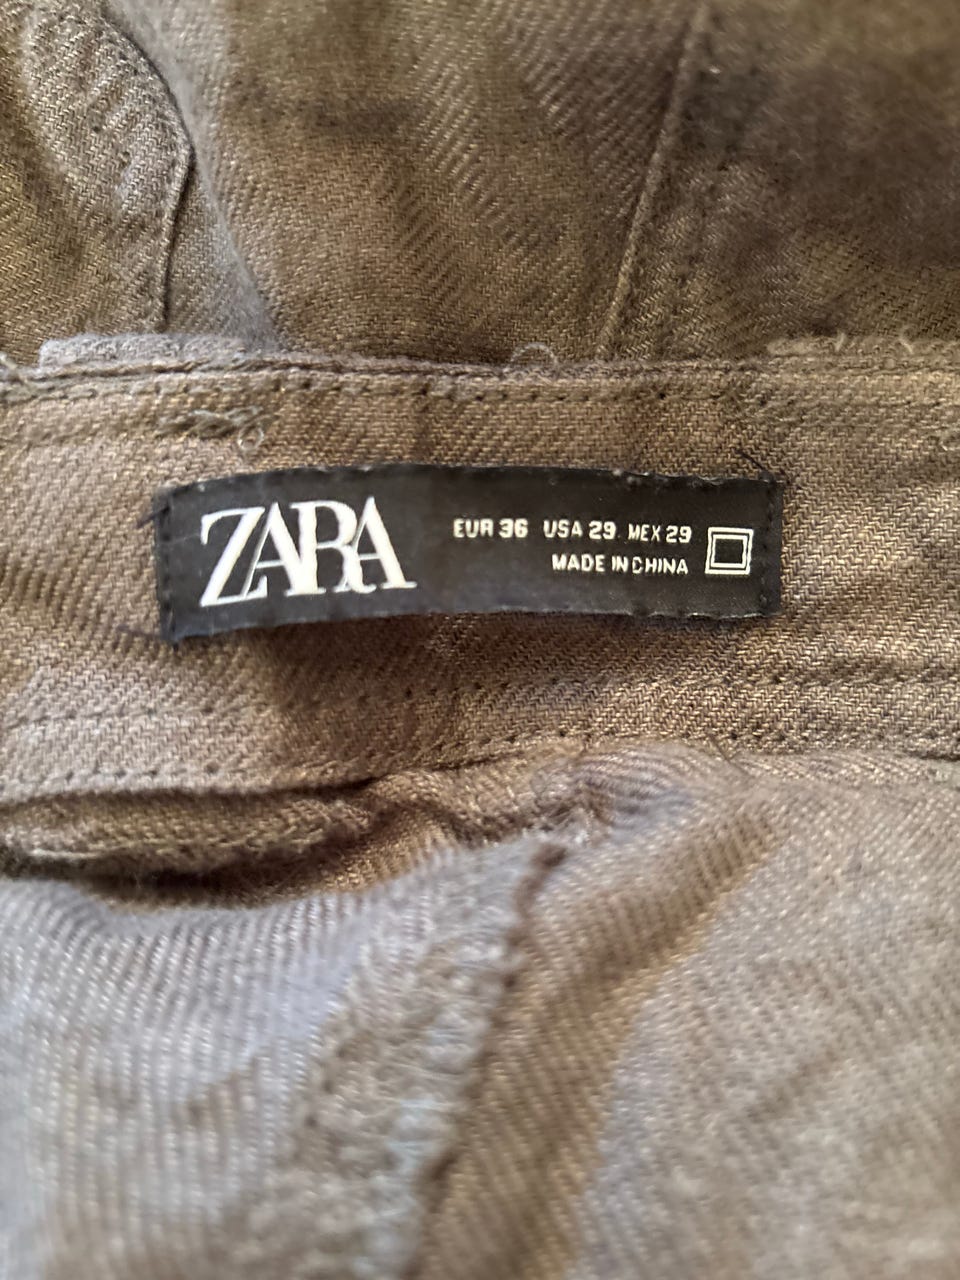 ZARA
EUR 36 USA 29 MEX 29
MADE IN CHINA